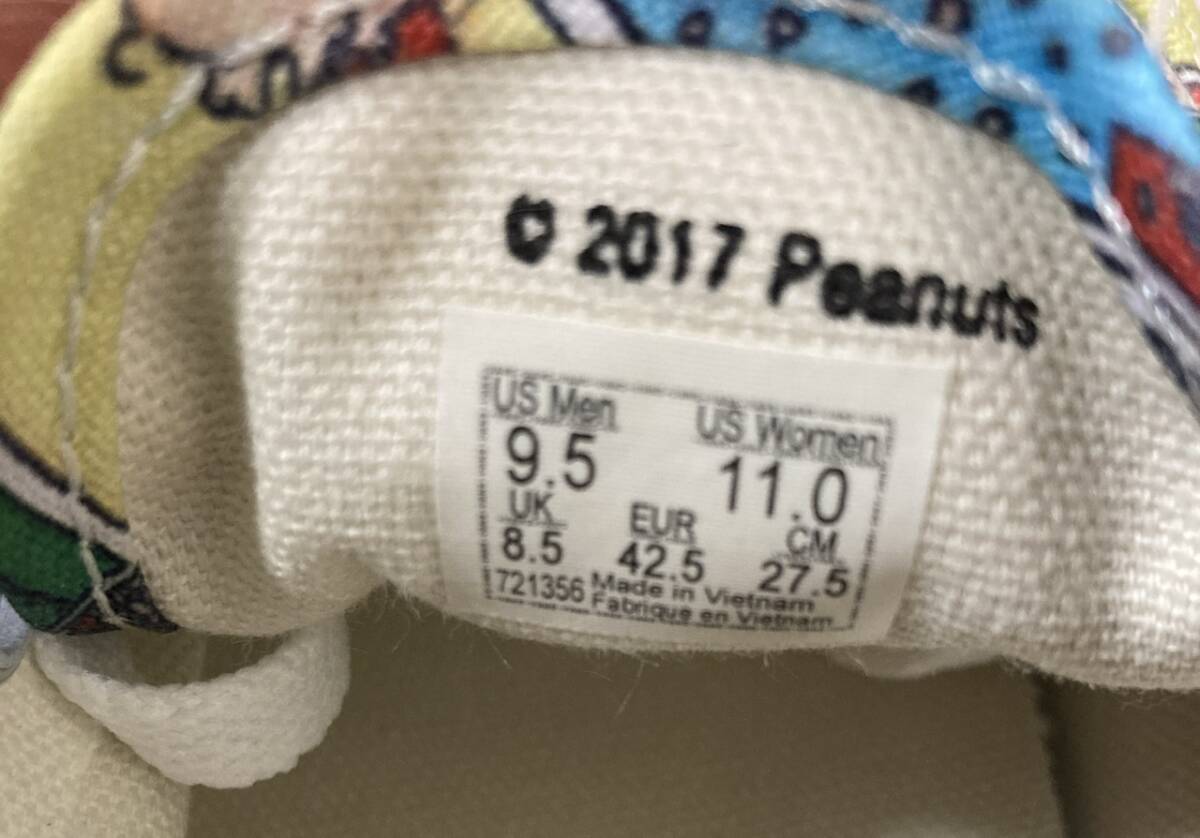 © 2017 Peanuts
US Men US Women
9.5 11.0
UK EUR CM
8.5 42.5 27.5
721356 Made in Vietnam
Fabrique en Vietnam